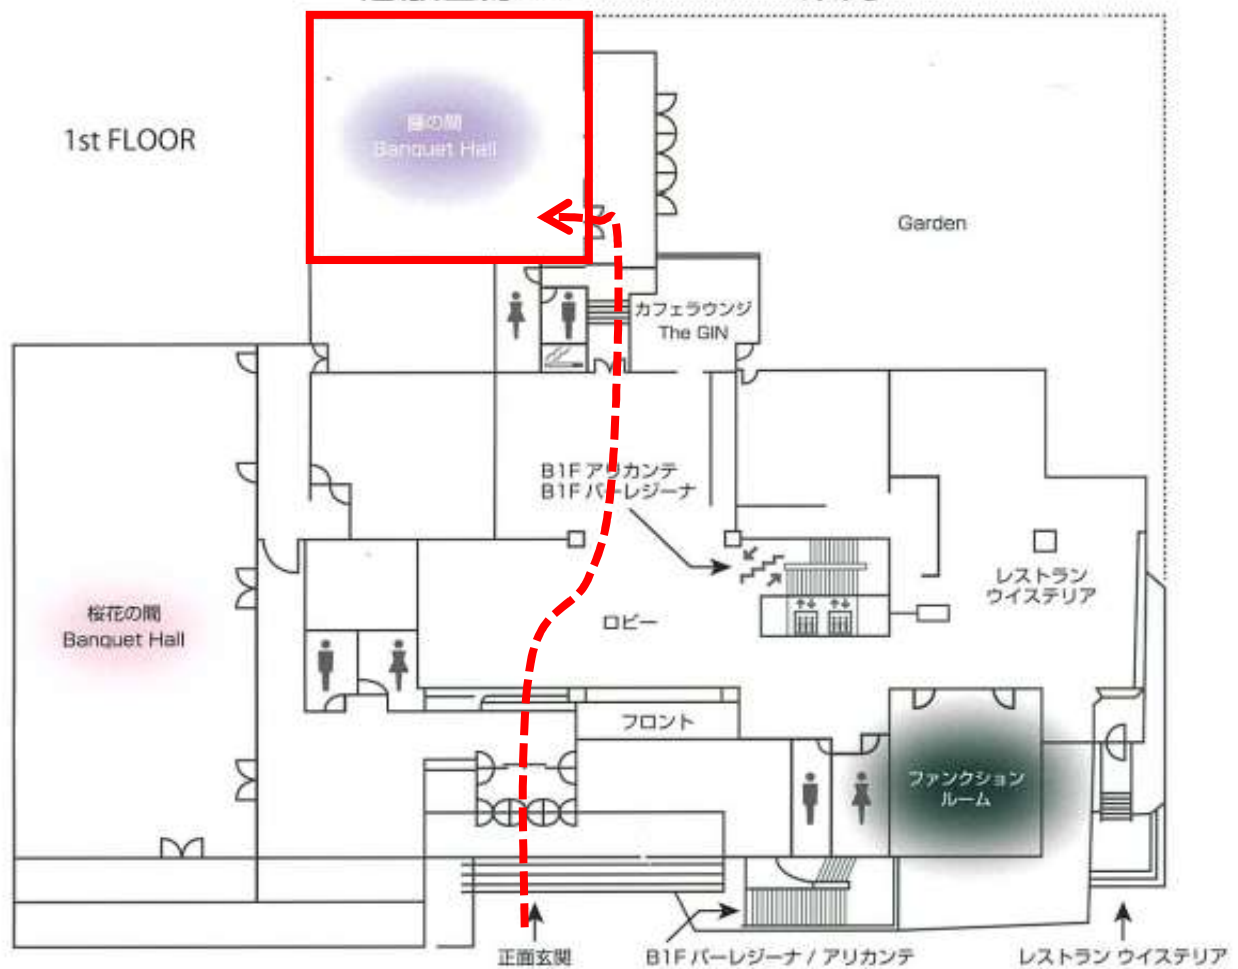 1st FLOOR
藤の間
Banquet Hall
Garden
カフェラウンジ
The GIN
B1F アリカンテ
B1F バーレジーナ
レストラン
ウイステリア
桜花の間
Banquet Hall
ロビー
フロント
ファンクション
ルーム
正面玄関
B1F バーレジーナ / アリカンテ
レストラン ウイステリア